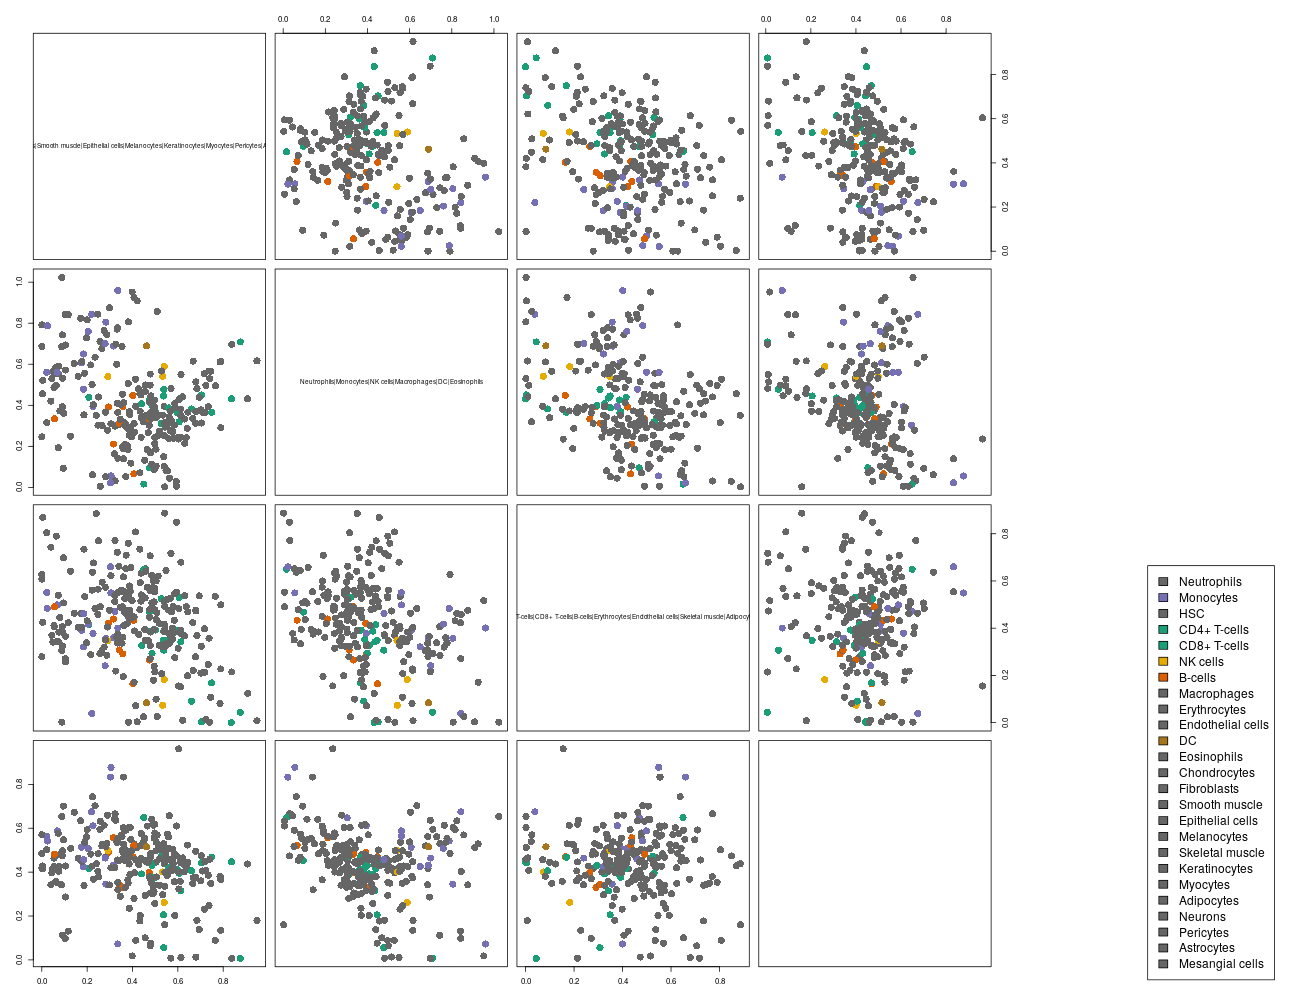 0.0 0.2 0.4 0.6 0.8 1.0
0.0 0.2 0.4 0.6 0.8
|Smooth muscle|Epithelial cells|Melanocytes|Keratinocytes|Myocytes|Pericytes|
0.0 0.2 0.4 0.6 0.8
0.0 0.2 0.4 0.6 0.8 1.0
Neutrophils|Monocytes|NK cells|Macrophages|DC|Eosinophils
T-cells|CD8+ T-cells|B-cells|Erythrocytes|Endothelial cells|Skeletal muscle|Adipocy
0.0 0.2 0.4 0.6 0.8
0.0 0.2 0.4 0.6 0.8
0.0 0.2 0.4 0.6 0.8
0.0 0.2 0.4 0.6 0.8
Neutrophils
Monocytes
HSC
CD4+ T-cells
CD8+ T-cells
NK cells
B-cells
Macrophages
Erythrocytes
Endothelial cells
DC
Eosinophils
Chondrocytes
Fibroblasts
Smooth muscle
Epithelial cells
Melanocytes
Skeletal muscle
Keratinocytes
Myocytes
Adipocytes
Neurons
Pericytes
Astrocytes
Mesangial cells